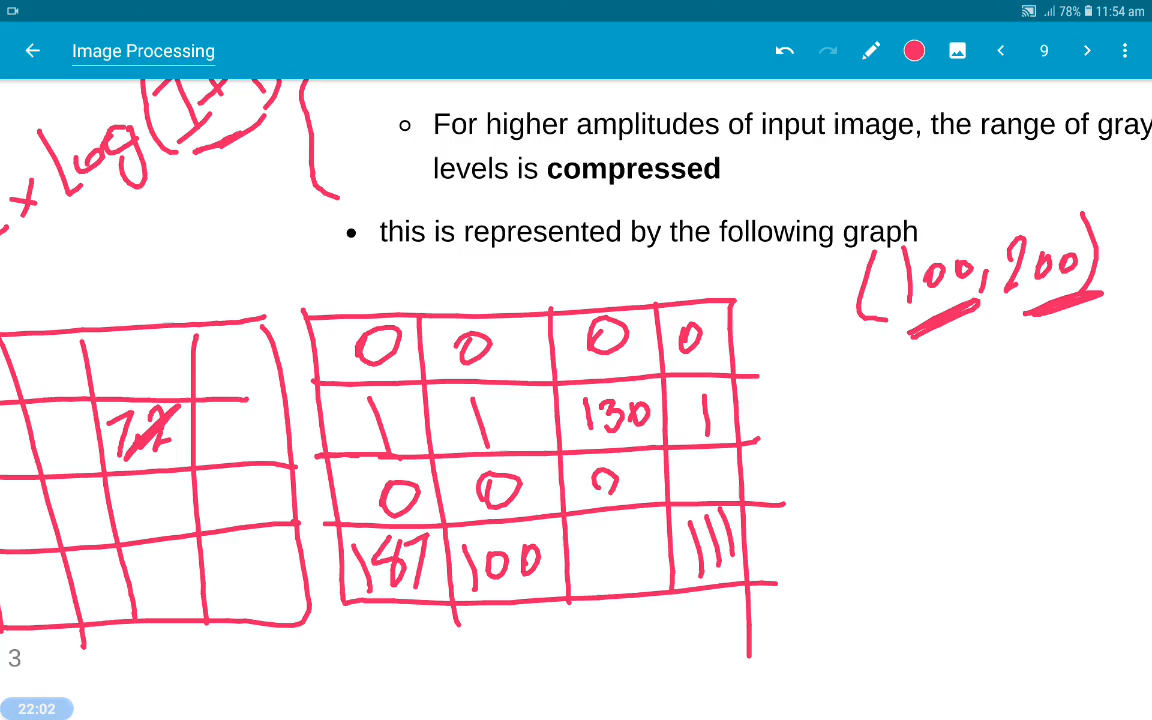 78% 11:54 am
Image Processing
9
× Log(1+
For higher amplitudes of input image, the range of gray
levels is compressed
this is represented by the following graph
(100, 200)
0 0 0 0
1 1 130 1
0 0 0
187 100 111
3
22:02